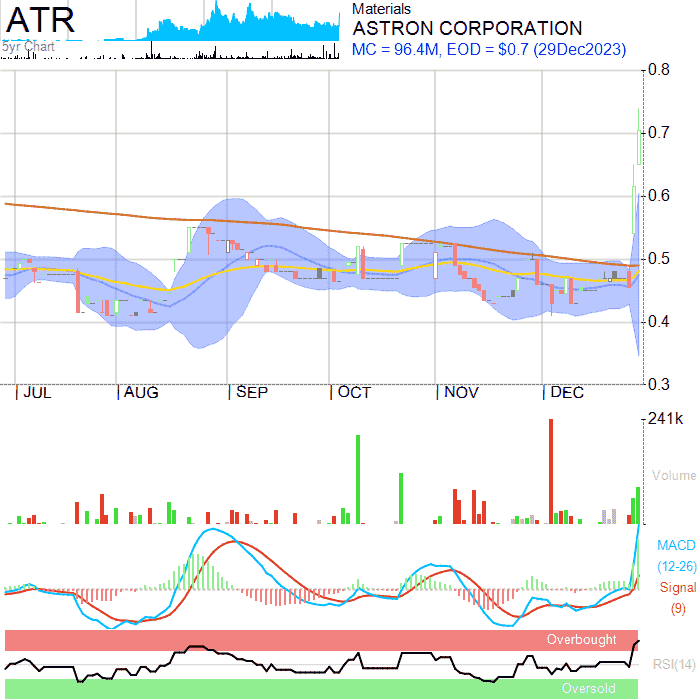 ATR
5yr Chart
Materials
ASTRON CORPORATION
MC = 96.4M, EOD = $0.7 (29Dec2023)
0.8
0.7
0.6
0.5
0.4
0.3
JUL AUG SEP OCT NOV DEC
241k
Volume
MACD
(12-26)
Signal
(9)
Overbought
RSI(14)
Oversold